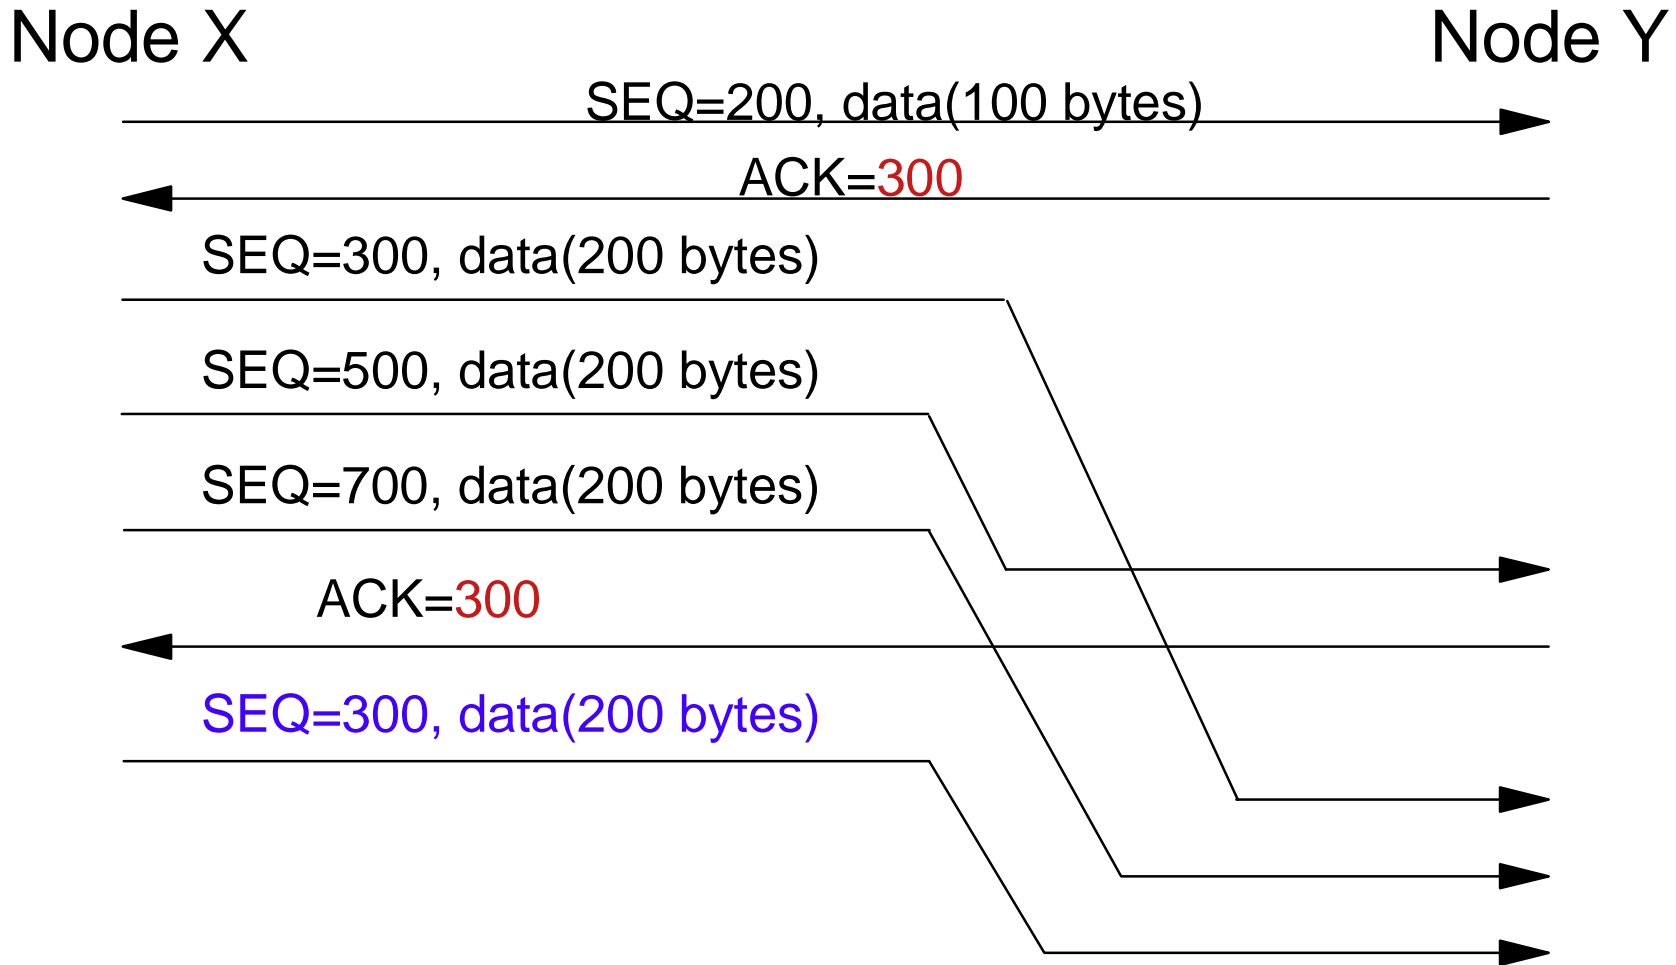 Node X
Node Y
SEQ=200, data(100 bytes)
ACK=300
SEQ=300, data(200 bytes)
SEQ=500, data(200 bytes)
SEQ=700, data(200 bytes)
ACK=300
SEQ=300, data(200 bytes)